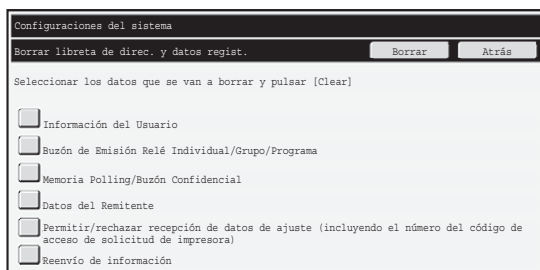 Configuraciones del sistema
Borrar libreta de direc. y datos regist.
Borrar
Atrás
Seleccionar los datos que se van a borrar y pulsar [Clear]
Información del Usuario
Buzón de Emisión Relé Individual/Grupo/Programa
Memoria Polling/Buzón Confidencial
Datos del Remitente
Permitir/rechazar recepción de datos de ajuste (incluyendo el número del código de
acceso de solicitud de impresora)
Reenvío de información